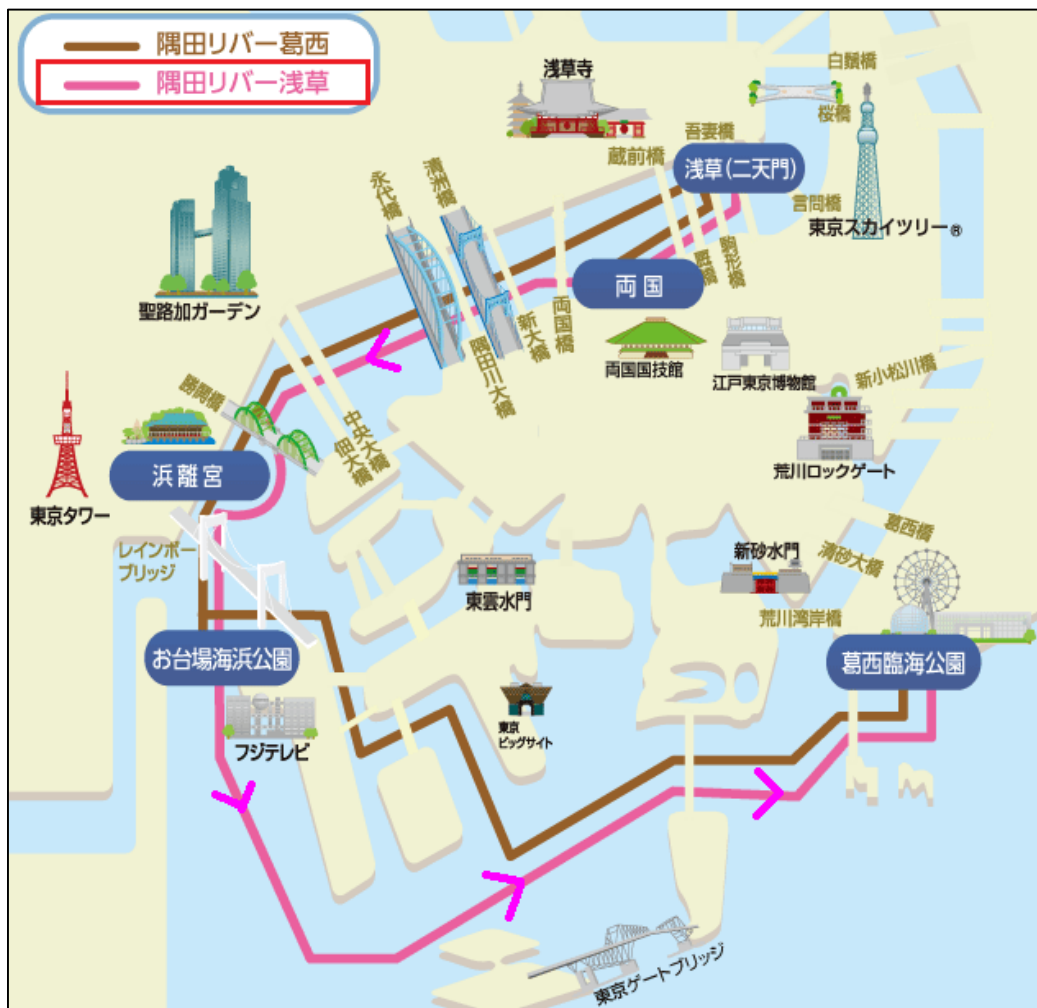 隅田リバー葛西
隅田リバー浅草
浅草寺
白鬚橋
桜橋
吾妻橋
蔵前橋
浅草(二天門)
言問橋
東京スカイツリー®
清洲橋
永代橋
駒形橋
厩橋
両国
両国橋
新大橋
隅田川大橋
聖路加ガーデン
両国国技館
江戸東京博物館
新小松川橋
荒川ロックゲート
勝鬨橋
中央大橋
佃大橋
浜離宮
東京タワー
レインボー
ブリッジ
葛西橋
清砂大橋
新砂水門
東雲水門
荒川湾岸橋
お台場海浜公園
葛西臨海公園
フジテレビ
東京
ビッグサイト
東京ゲートブリッジ